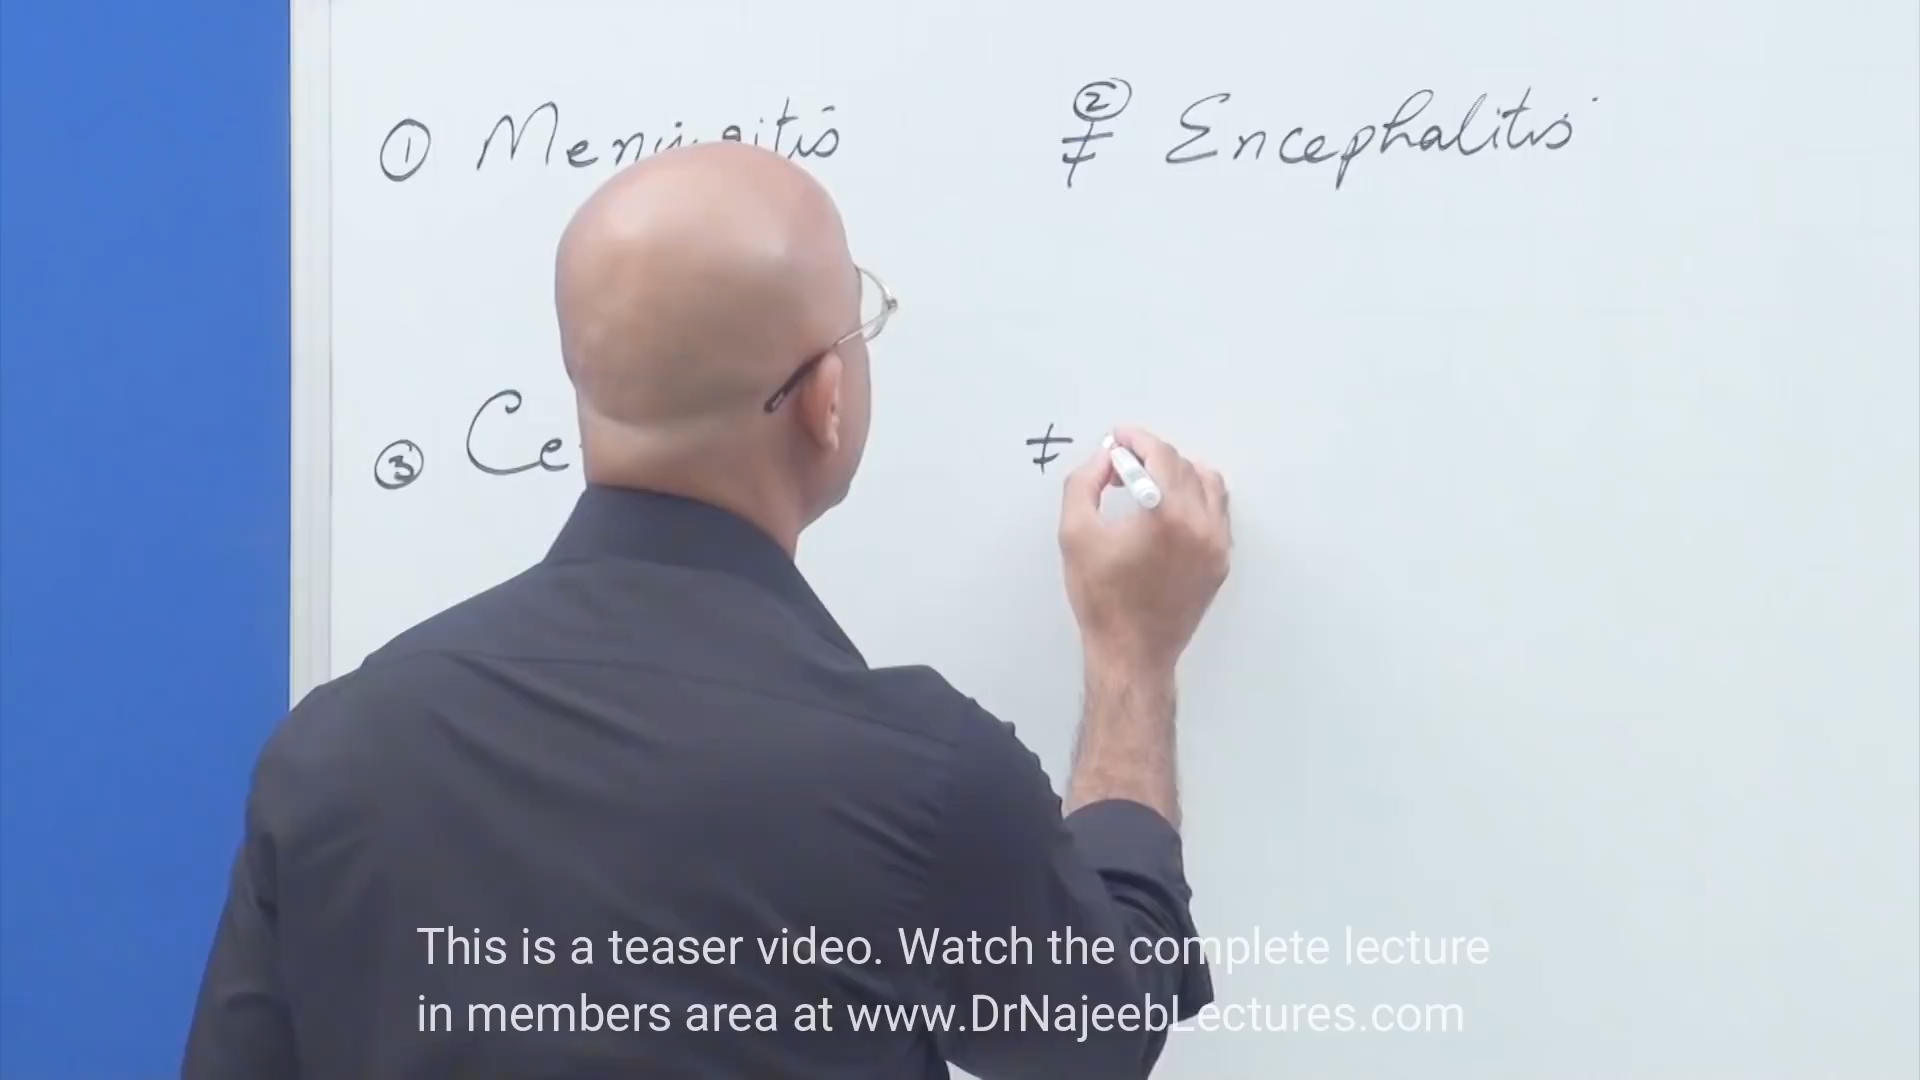 ① Meningitis ② ≠ Encephalitis
③ Ce ≠
This is a teaser video. Watch the complete lecture
in members area at www.DrNajeebLectures.com